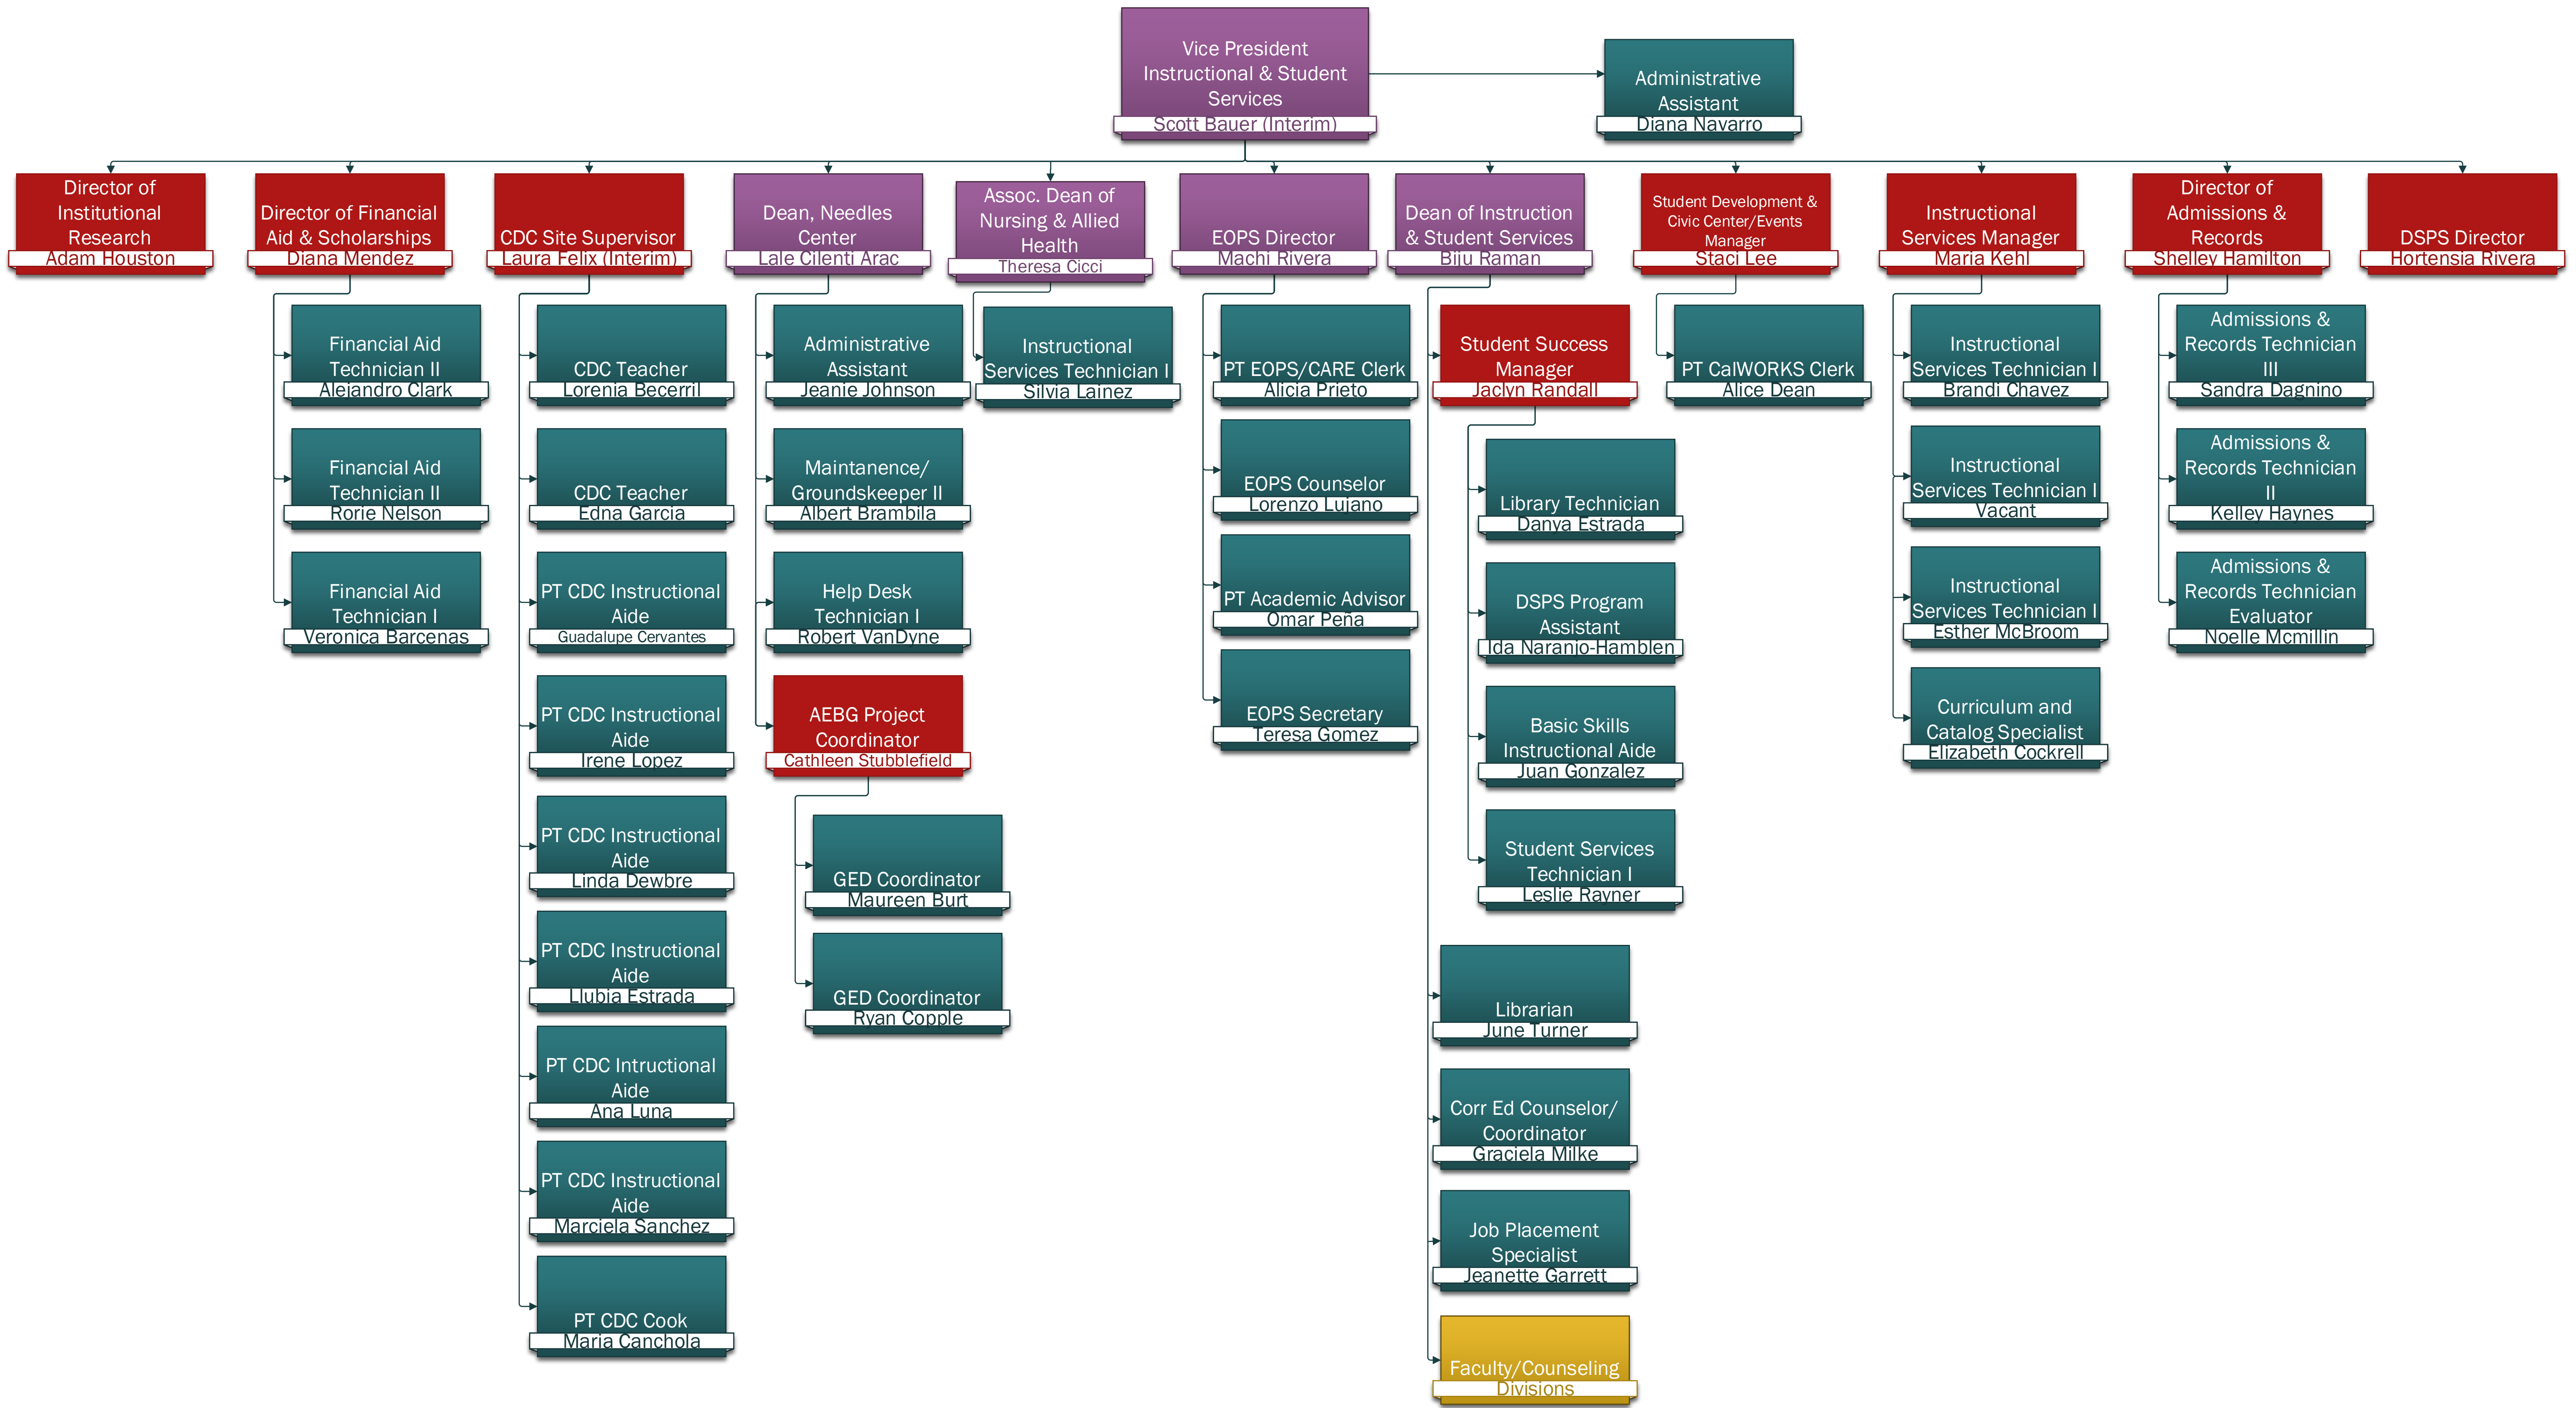 Vice President
Instructional & Student
Services
Scott Bauer (Interim)
Administrative
Assistant
Diana Navarro
Director of
Institutional
Research
Adam Houston
Director of Financial
Aid & Scholarships
Diana Mendez
CDC Site Supervisor
Laura Felix (Interim)
Dean, Needles
Center
Lale Cilenti Arac
Assoc. Dean of
Nursing & Allied
Health
Theresa Cicci
EOPS Director
Machi Rivera
Dean of Instruction
& Student Services
Biju Raman
Student Development &
Civic Center/Events
Manager
Staci Lee
Instructional
Services Manager
Maria Kehl
Director of
Admissions &
Records
Shelley Hamilton
DSPS Director
Hortensia Rivera
Financial Aid
Technician II
Alejandro Clark
Financial Aid
Technician II
Rorie Nelson
Financial Aid
Technician I
Veronica Barcenas
CDC Teacher
Lorenia Becerril
CDC Teacher
Edna Garcia
PT CDC Instructional
Aide
Guadalupe Cervantes
PT CDC Instructional
Aide
Irene Lopez
PT CDC Instructional
Aide
Linda Dewbre
PT CDC Instructional
Aide
Llubia Estrada
PT CDC Intructional
Aide
Ana Luna
PT CDC Instructional
Aide
Marciela Sanchez
PT CDC Cook
Maria Canchola
Administrative
Assistant
Jeanie Johnson
Maintanence/
Groundskeeper II
Albert Brambila
Help Desk
Technician I
Robert VanDyne
AEBG Project
Coordinator
Cathleen Stubblefield
GED Coordinator
Maureen Burt
GED Coordinator
Ryan Copple
Instructional
Services Technician I
Silvia Lainez
PT EOPS/CARE Clerk
Alicia Prieto
EOPS Counselor
Lorenzo Lujano
PT Academic Advisor
Omar Peña
EOPS Secretary
Teresa Gomez
Student Success
Manager
Jaclyn Randall
Library Technician
Danya Estrada
DSPS Program
Assistant
Ida Naranjo-Hamblen
Basic Skills
Instructional Aide
Juan Gonzalez
Student Services
Technician I
Leslie Rayner
Librarian
June Turner
Corr Ed Counselor/
Coordinator
Graciela Milke
Job Placement
Specialist
Jeanette Garrett
Faculty/Counseling
Divisions
PT CalWORKS Clerk
Alice Dean
Instructional
Services Technician I
Brandi Chavez
Instructional
Services Technician I
Vacant
Instructional
Services Technician I
Esther McBroom
Curriculum and
Catalog Specialist
Elizabeth Cockrell
Admissions &
Records Technician
III
Sandra Dagnino
Admissions &
Records Technician
II
Kelley Haynes
Admissions &
Records Technician
Evaluator
Noelle Mcmillin